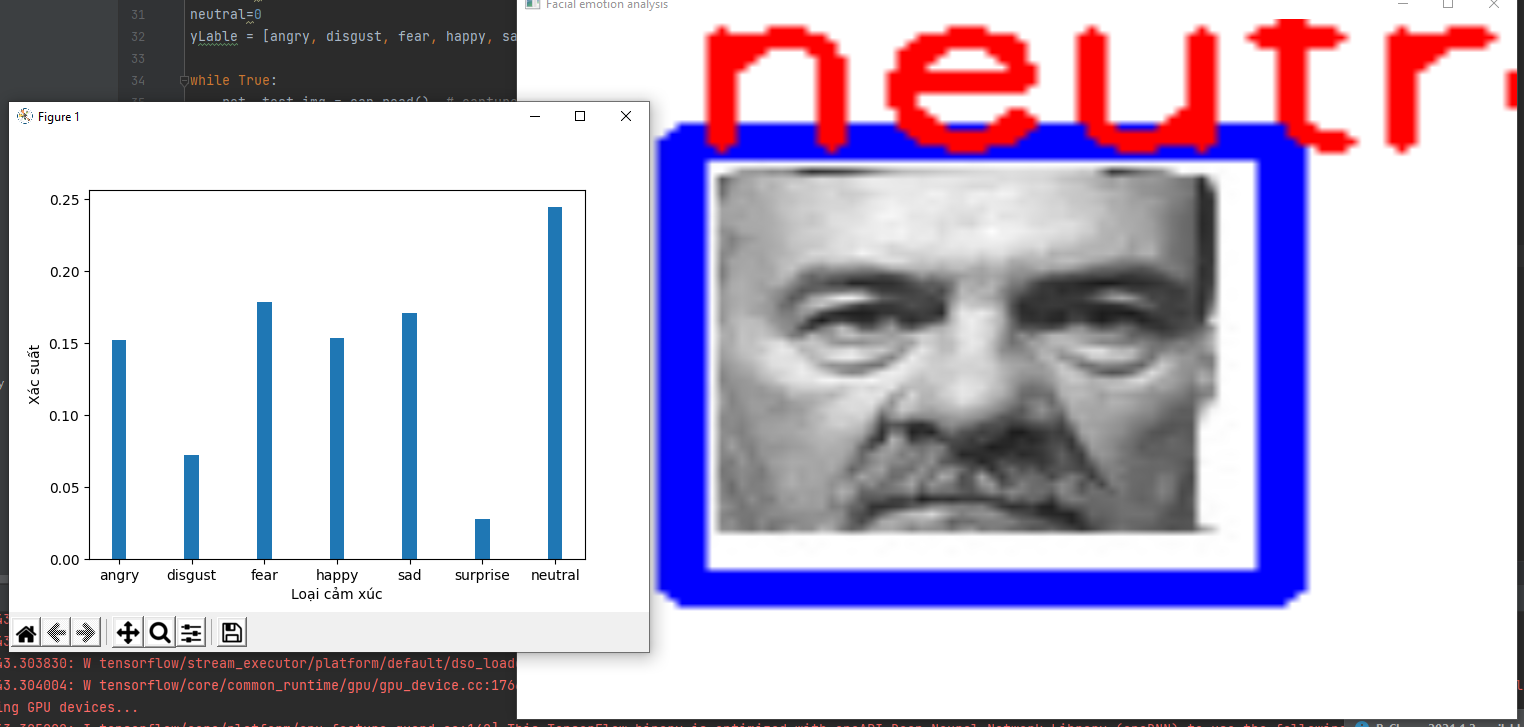 31
neutral=0
32
yLable = [angry, disgust, fear, happy, sa
33
34
while True:
Facial emotion analysis
neutr
Figure 1
0.25
0.20
0.15
0.10
0.05
0.00
Xác suất
angry disgust fear happy sad surprise neutral
Loại cảm xúc
43.303830: W tensorflow/stream_executor/platform/default/dso_load
43.304004: W tensorflow/core/common_runtime/gpu/gpu_device.cc:176
ing GPU devices...